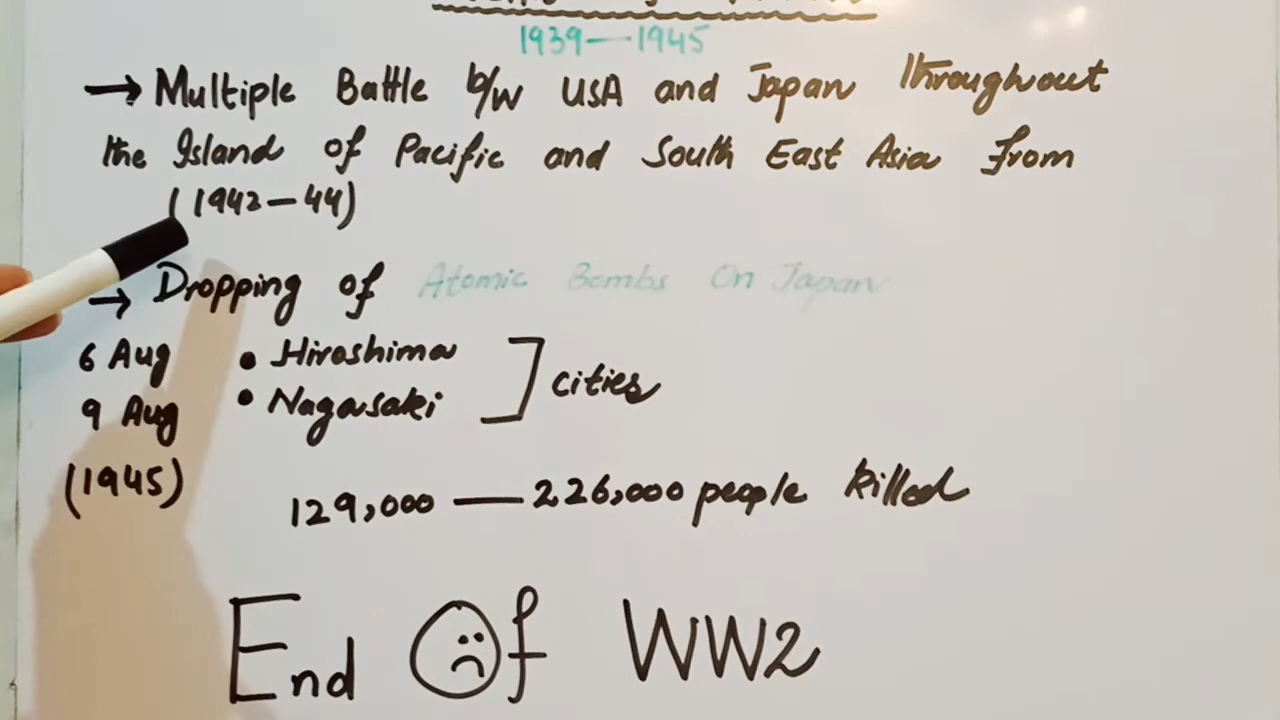 1939—1945
→ Multiple Battle b/w USA and Japan Throughwout
the Island of Pacific and South East Asia from
(1942-44)
→ Dropping of Atomic Bombs On Japan
6 Aug • Hiroshima ] cities
9 Aug • Nagasaki
(1945)
129,000 — 226,000 people killed
End Of WW2